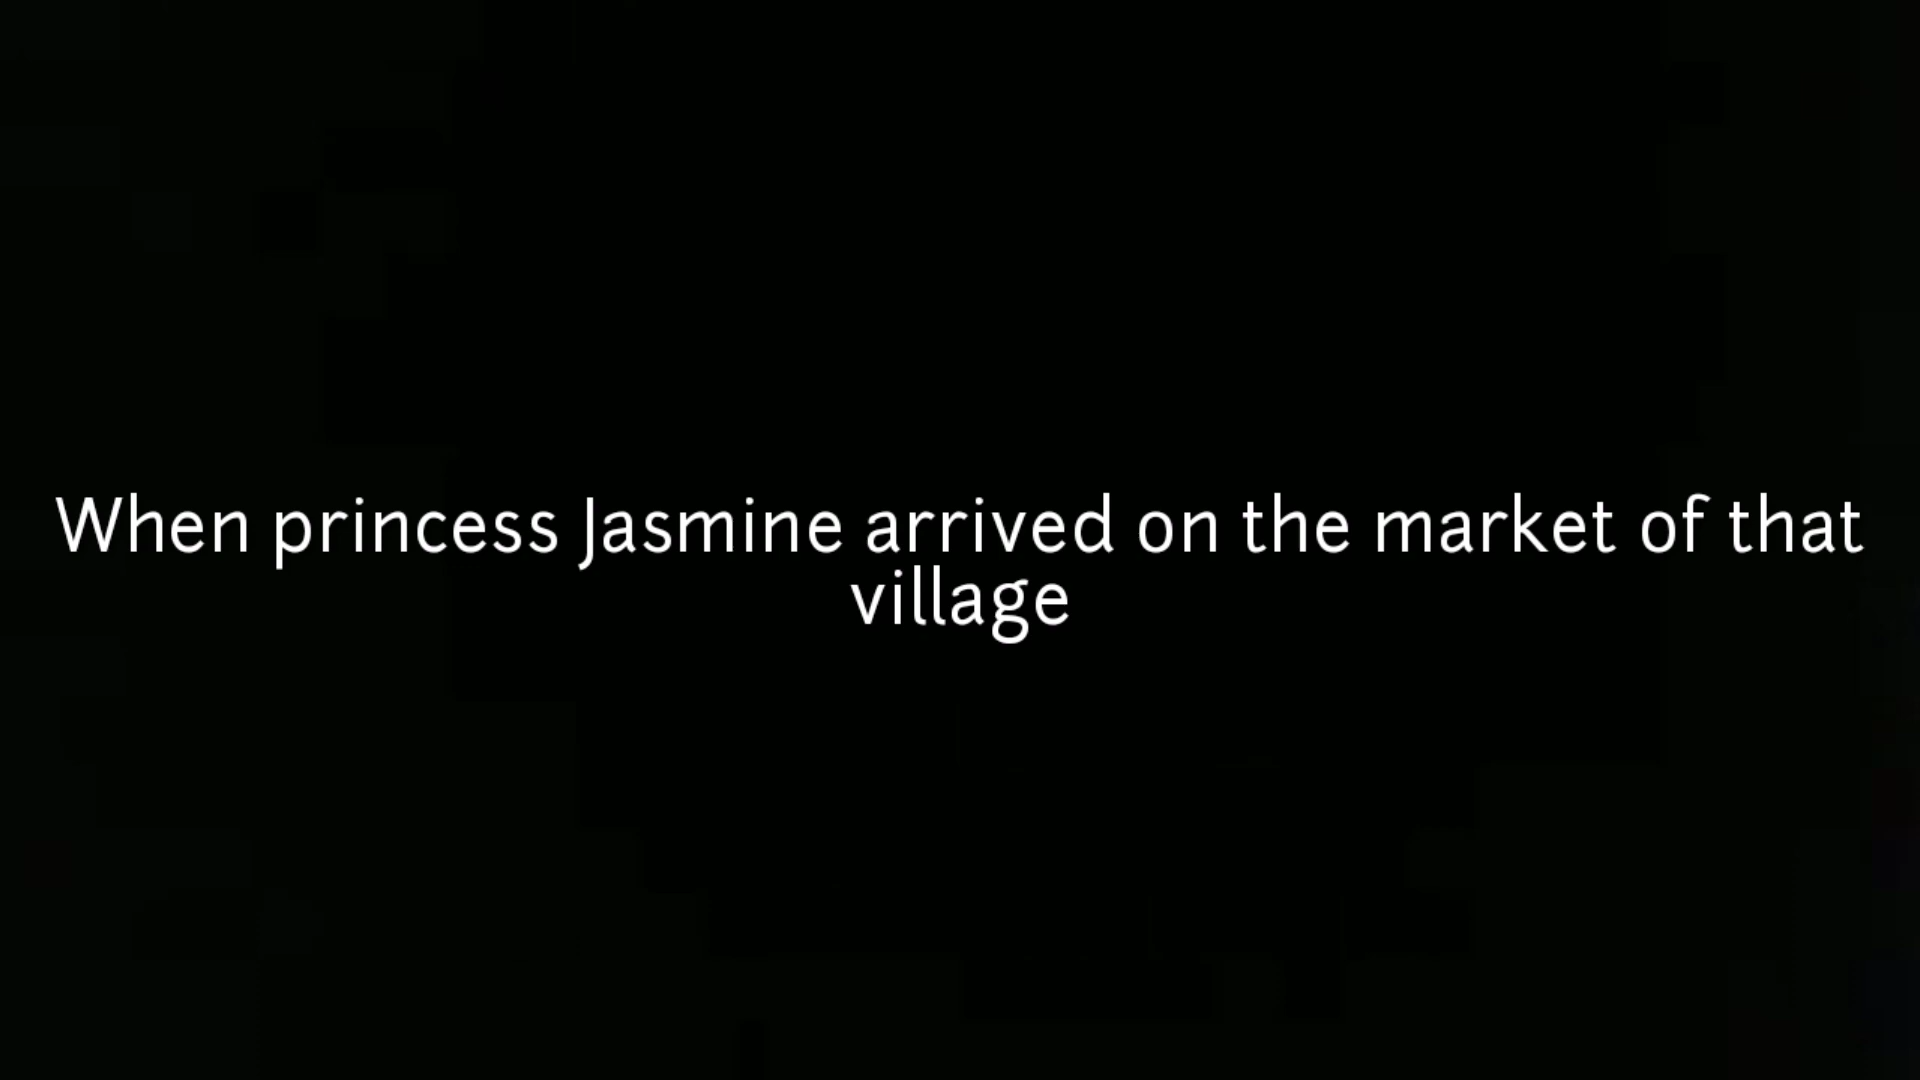 When princess Jasmine arrived on the market of that
village